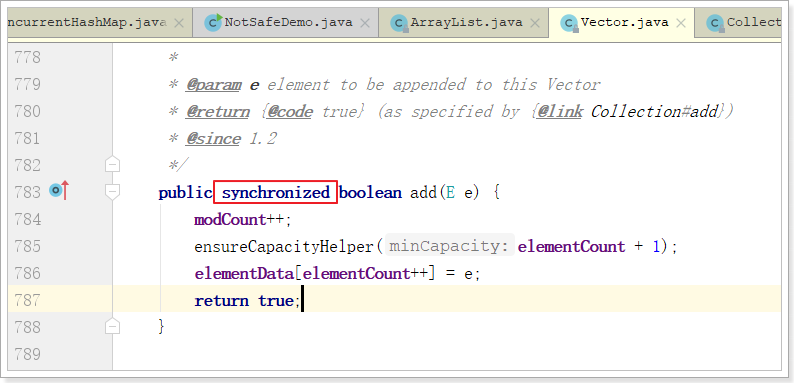 oncurrentHashMap.java NotSafeDemo.java ArrayList.java Vector.java Collect
778 *
779 * @param e element to be appended to this Vector
780 * @return {@code true} (as specified by {@link Collection#add})
781 * @since 1.2
782 */
783 public synchronized boolean add(E e) {
784 modCount++;
785 ensureCapacityHelper( minCapacity: elementCount + 1);
786 elementData[elementCount++] = e;
787 return true;
788 }
789